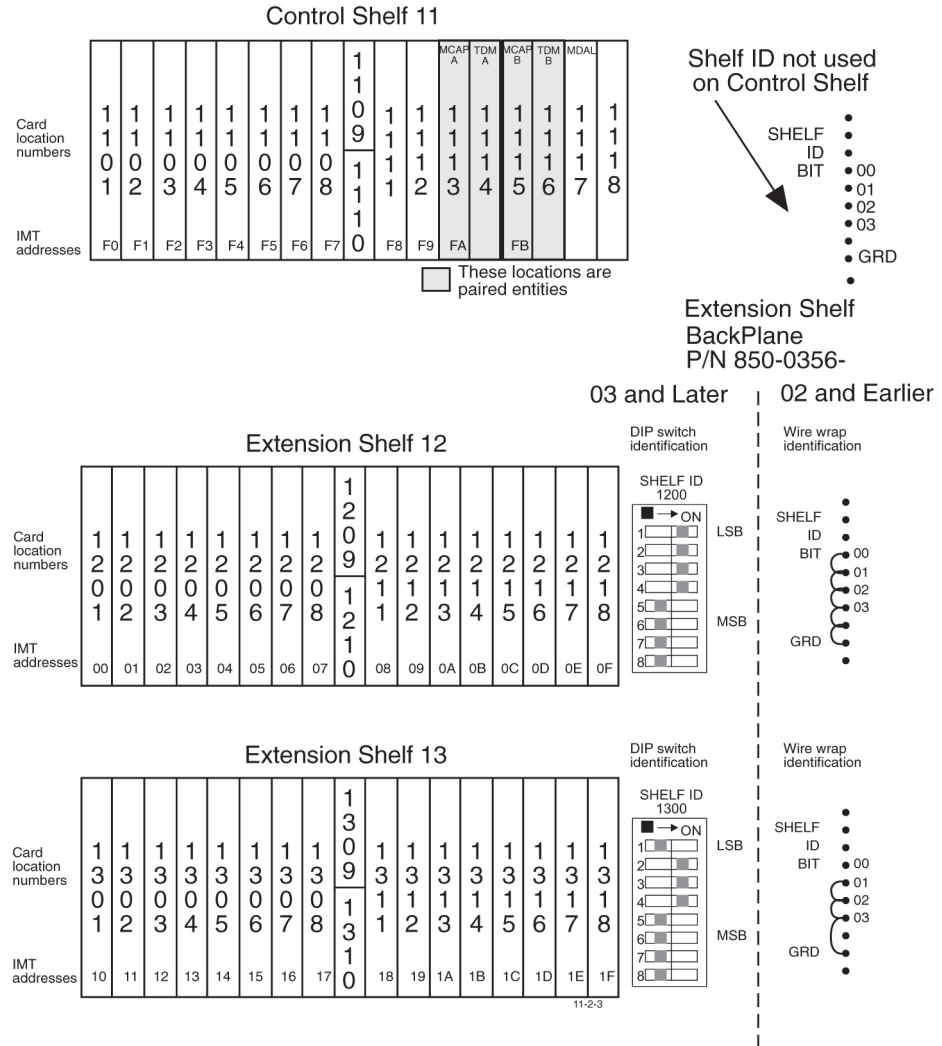 Control Shelf 11
MCAP A TDM A MCAP B TDM B MDAL
Card location numbers
1101 1102 1103 1104 1105 1106 1107 1108 1109 1110 1111 1112 1113 1114 1115 1116 1117 1118
IMT addresses
F0 F1 F2 F3 F4 F5 F6 F7 F8 F9 FA FB
These locations are
paired entities
Shelf ID not used
on Control Shelf
SHELF
ID
BIT 00
01
02
03
GRD
Extension Shelf
BackPlane
P/N 850-0356-
03 and Later 02 and Earlier
Extension Shelf 12
Card location numbers
1201 1202 1203 1204 1205 1206 1207 1208 1209 1210 1211 1212 1213 1214 1215 1216 1217 1218
IMT addresses
00 01 02 03 04 05 06 07 08 09 0A 0B 0C 0D 0E 0F
DIP switch
identification
SHELF ID
1200
ON
1 LSB
2
3
4
5
6 MSB
7
8
Wire wrap
identification
SHELF
ID
BIT 00
01
02
03
GRD
Extension Shelf 13
Card location numbers
1301 1302 1303 1304 1305 1306 1307 1308 1309 1310 1311 1312 1313 1314 1315 1316 1317 1318
IMT addresses
10 11 12 13 14 15 16 17 18 19 1A 1B 1C 1D 1E 1F
11-2-3
DIP switch
identification
SHELF ID
1300
ON
1 LSB
2
3
4
5
6 MSB
7
8
Wire wrap
identification
SHELF
ID
BIT 00
01
02
03
GRD